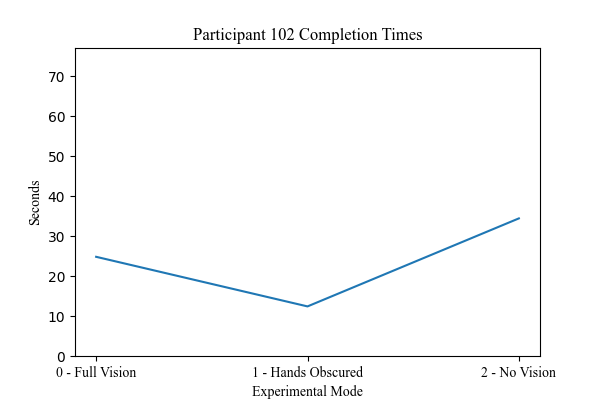 Participant 102 Completion Times
70
60
50
40
30
20
10
0
Seconds
0 - Full Vision
1 - Hands Obscured
2 - No Vision
Experimental Mode